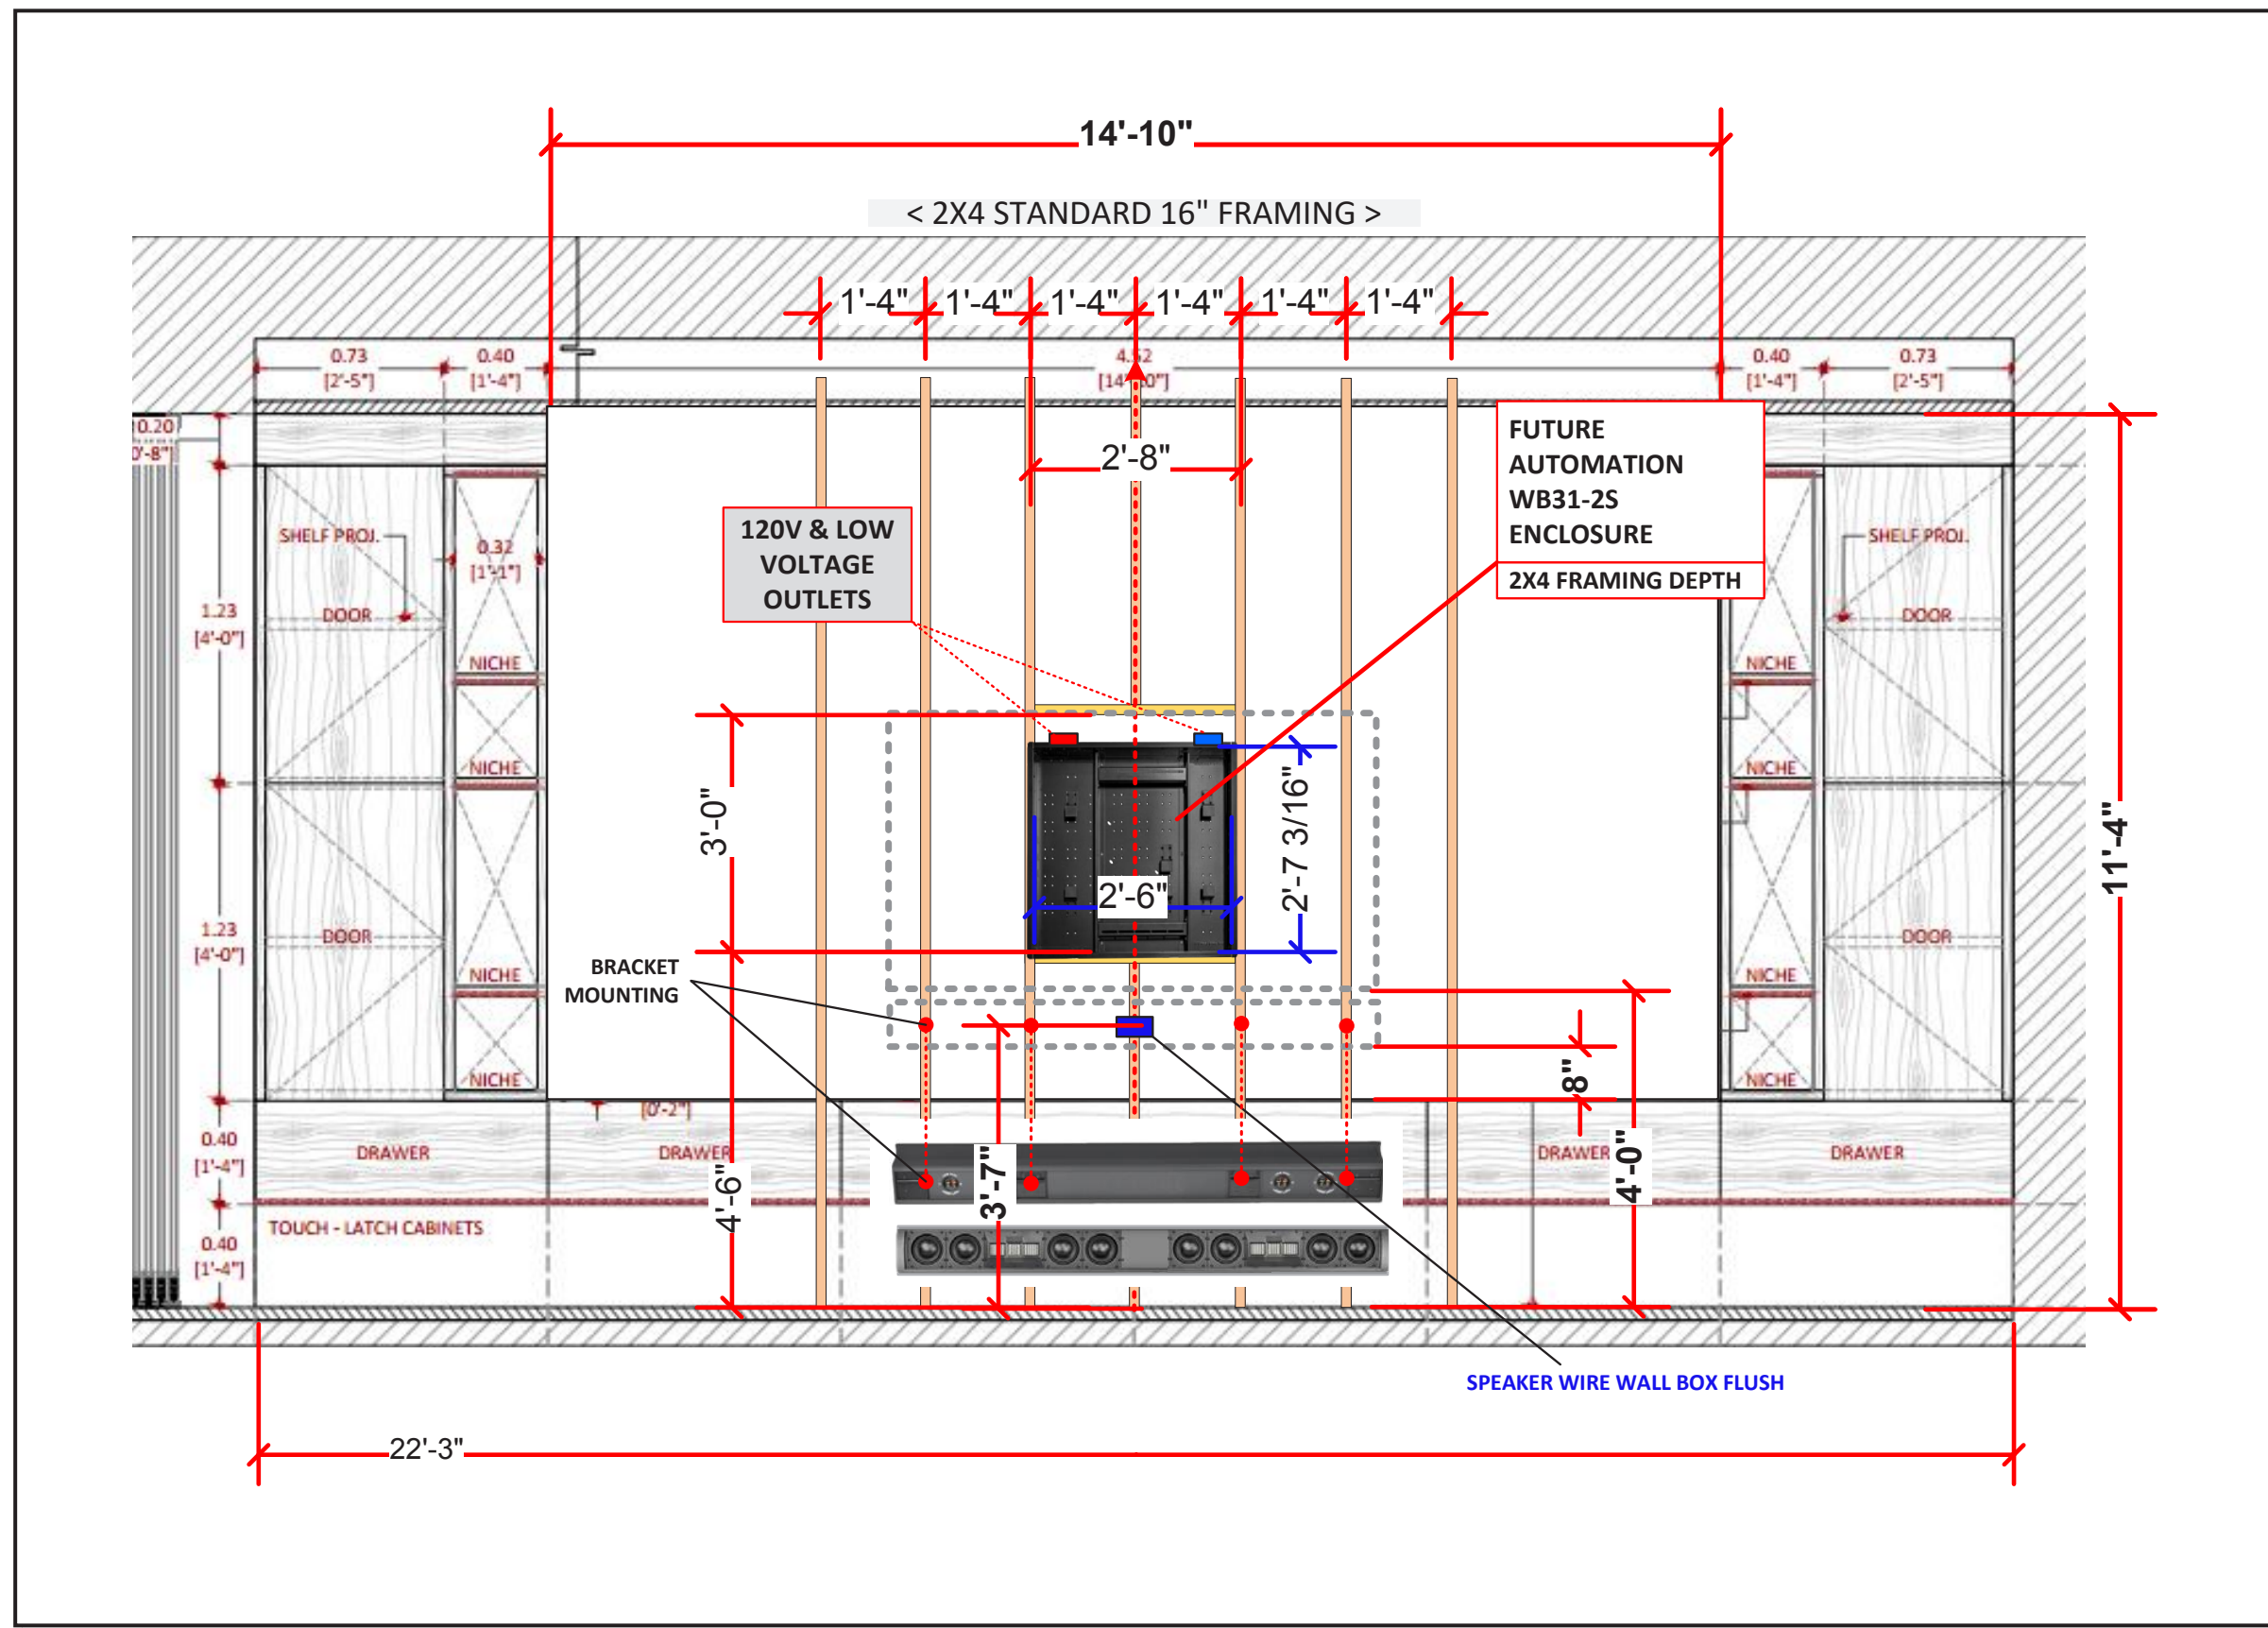 14'-10"
< 2X4 STANDARD 16" FRAMING >
1'-4" 1'-4" 1'-4" 1'-4" 1'-4" 1'-4"
0.73 0.40 4.52 0.40 0.73
[2'-5"] [1'-4"] [1'-4"] [2'-5"]
0.20
2'-8"
FUTURE
AUTOMATION
WB31-2S
ENCLOSURE
2X4 FRAMING DEPTH
120V & LOW
VOLTAGE
OUTLETS
SHELF PROJ.
0.32
[1'-1"]
SHELF PROJ.
1.23
[4'-0"]
DOOR
DOOR
NICHE
NICHE
NICHE
NICHE
3'-0"
2'-7 3/16"
11'-4"
2'-6"
1.23
[4'-0"]
DOOR
DOOR
BRACKET
MOUNTING
NICHE
NICHE
NICHE
NICHE
8"
[0'-2"]
0.40
[1'-4"]
DRAWER
DRAWER
DRAWER
DRAWER
4'-6"
3'-7"
4'-0"
TOUCH - LATCH CABINETS
0.40
[1'-4"]
SPEAKER WIRE WALL BOX FLUSH
22'-3"